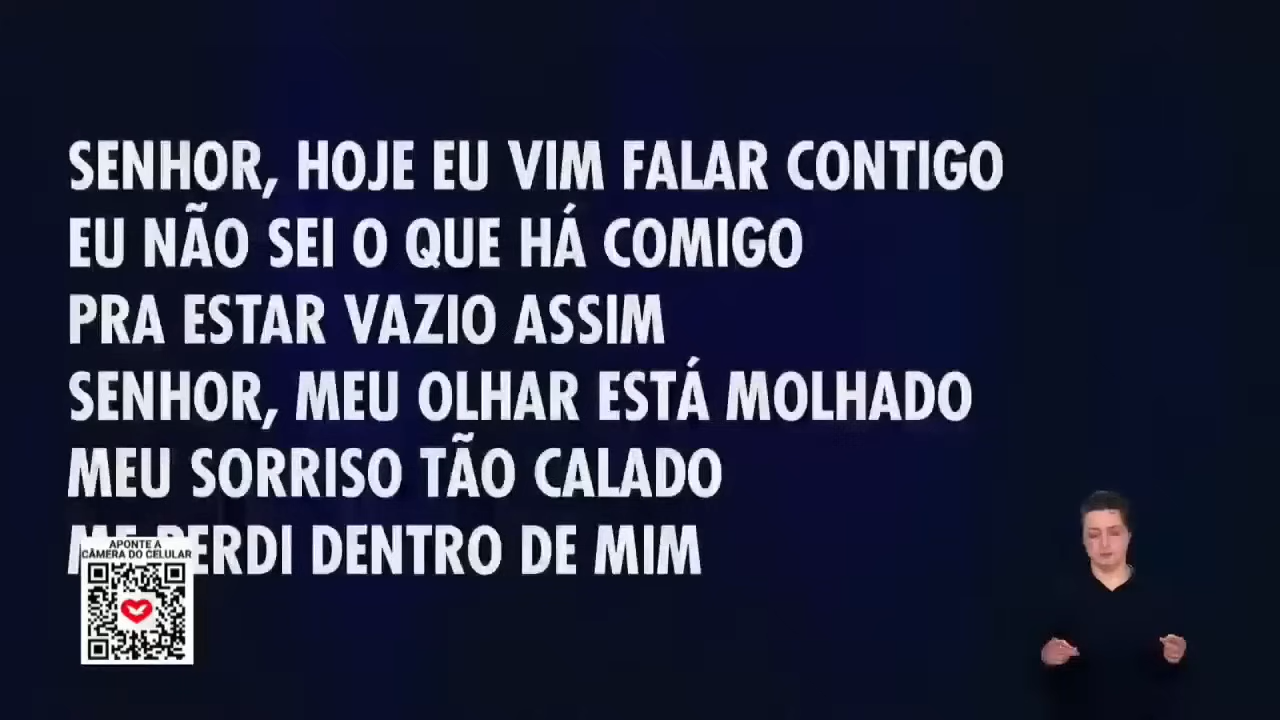 SENHOR, HOJE EU VIM FALAR CONTIGO
EU NÃO SEI O QUE HÁ COMIGO
PRA ESTAR VAZIO ASSIM
SENHOR, MEU OLHAR ESTÁ MOLHADO
MEU SORRISO TÃO CALADO
ME PERDI DENTRO DE MIM
APONTE A
CÂMERA DO CELULAR